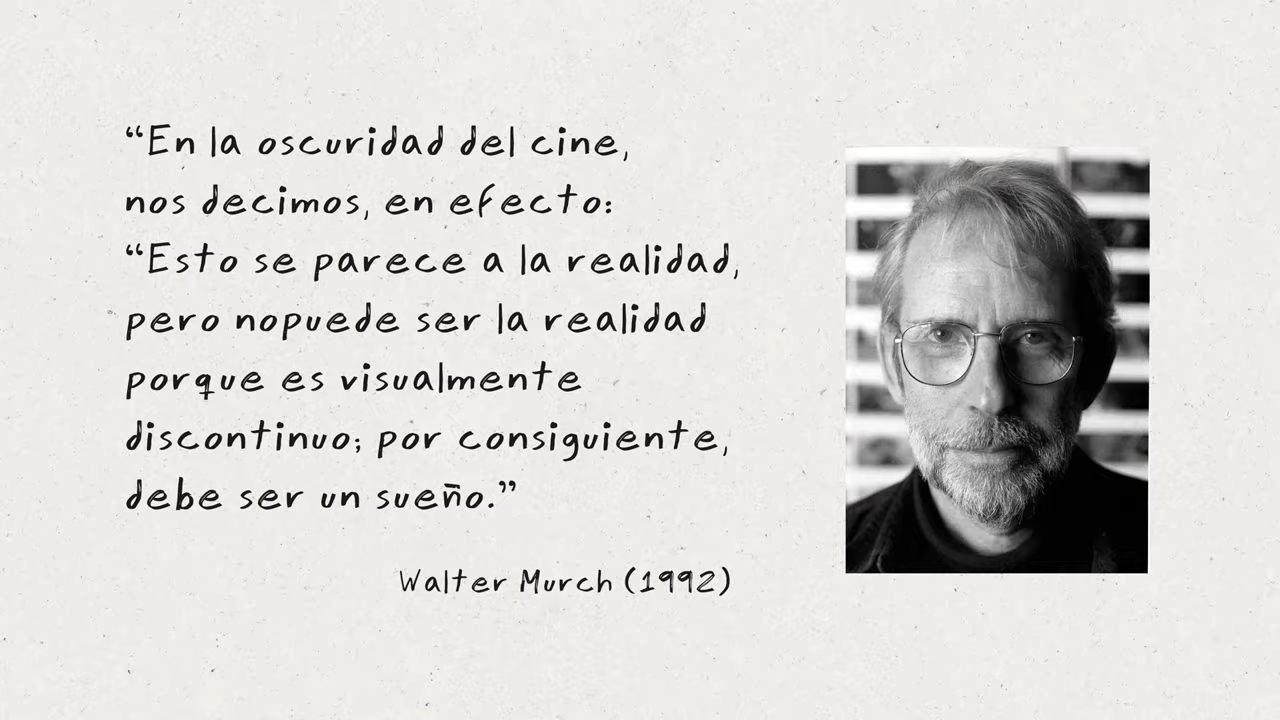 “En la oscuridad del cine,
nos decimos, en efecto:
“Esto se parece a la realidad,
pero nopuede ser la realidad
porque es visualmente
discontinuo; por consiguiente,
debe ser un sueño.”
Walter Murch (1992)